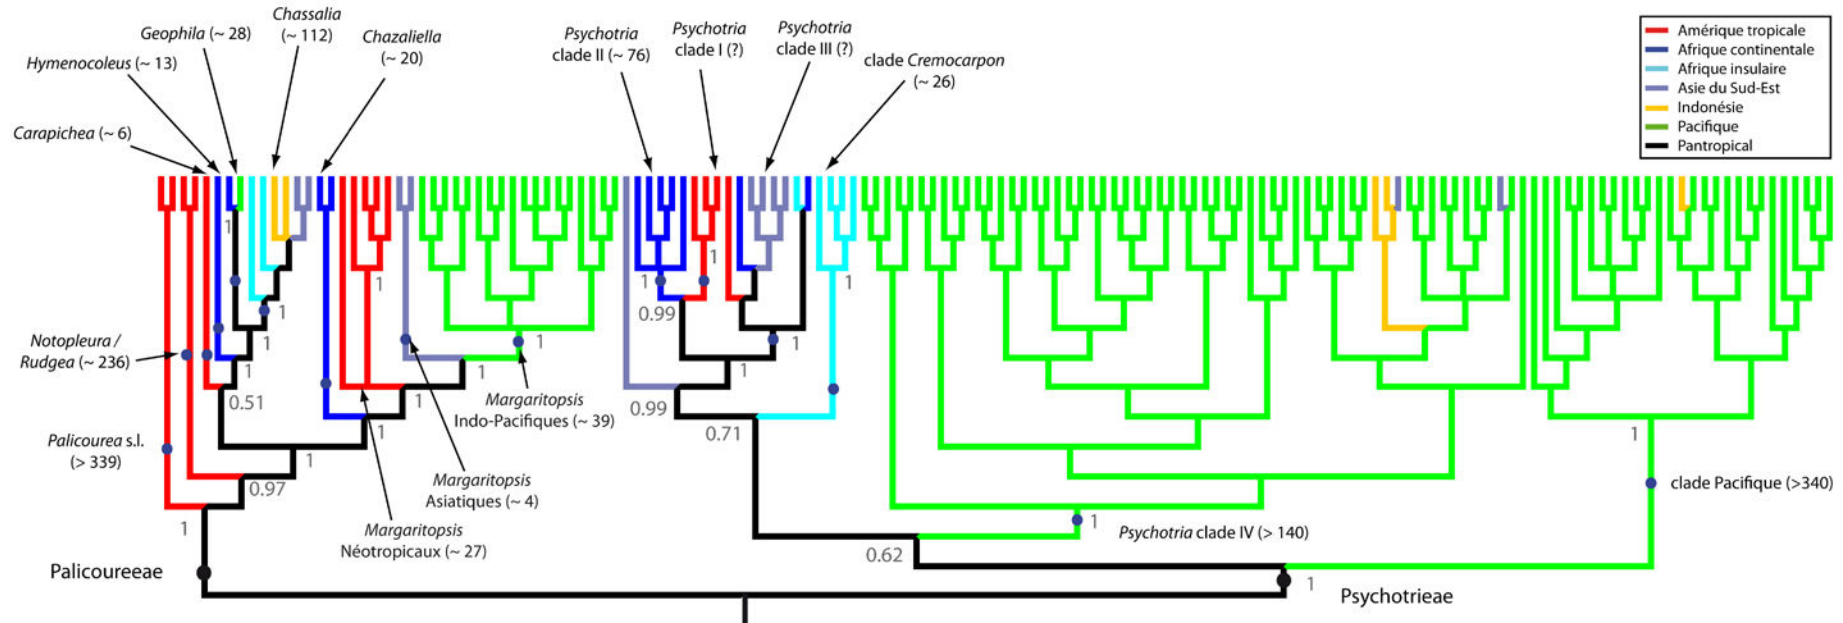 Chassalia
(~ 112)
Geophila (~ 28)
Chazaliella
(~ 20)
Hymenocoleus (~ 13)
Carapichea (~ 6)
Psychotria
clade II (~ 76)
Psychotria
clade I (?)
Psychotria
clade III (?)
clade Cremocarpon
(~ 26)
Amérique tropicale
Afrique continentale
Afrique insulaire
Asie du Sud-Est
Indonésie
Pacifique
Pantropical
1
1
1
1
1
0.99
1
1
1
Notopleura /
Rudgea (~ 236)
1
1
1
0.51
1
0.99
Margaritopsis
Indo-Pacifiques (~ 39)
0.71
1
1
Palicourea s.l.
(> 339)
1
0.97
Margaritopsis
Asiatiques (~ 4)
clade Pacifique (>340)
1
Margaritopsis
Néotropicaux (~ 27)
1
Psychotria clade IV (> 140)
0.62
Palicoureeae
1
Psychotrieae